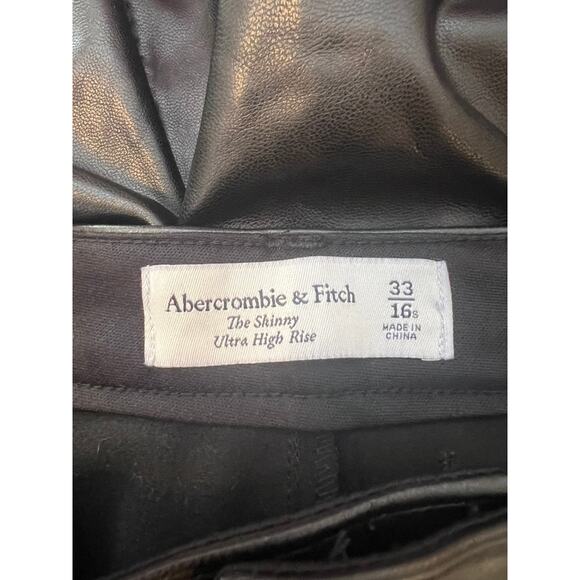 Abercrombie & Fitch
The Skinny
Ultra High Rise
33
16s
MADE IN
CHINA